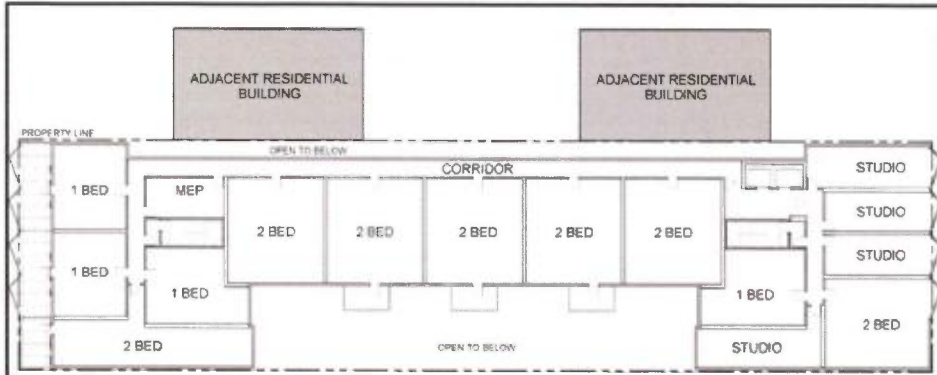 ADJACENT RESIDENTIAL
BUILDING
ADJACENT RESIDENTIAL
BUILDING
PROPERTY LINE
OPEN TO BELOW
CORRIDOR
STUDIO
1 BED
MEP
STUDIO
2 BED
2 BED
2 BED
2 BED
2 BED
STUDIO
1 BED
1 BED
1 BED
2 BED
2 BED
OPEN TO BELOW
STUDIO